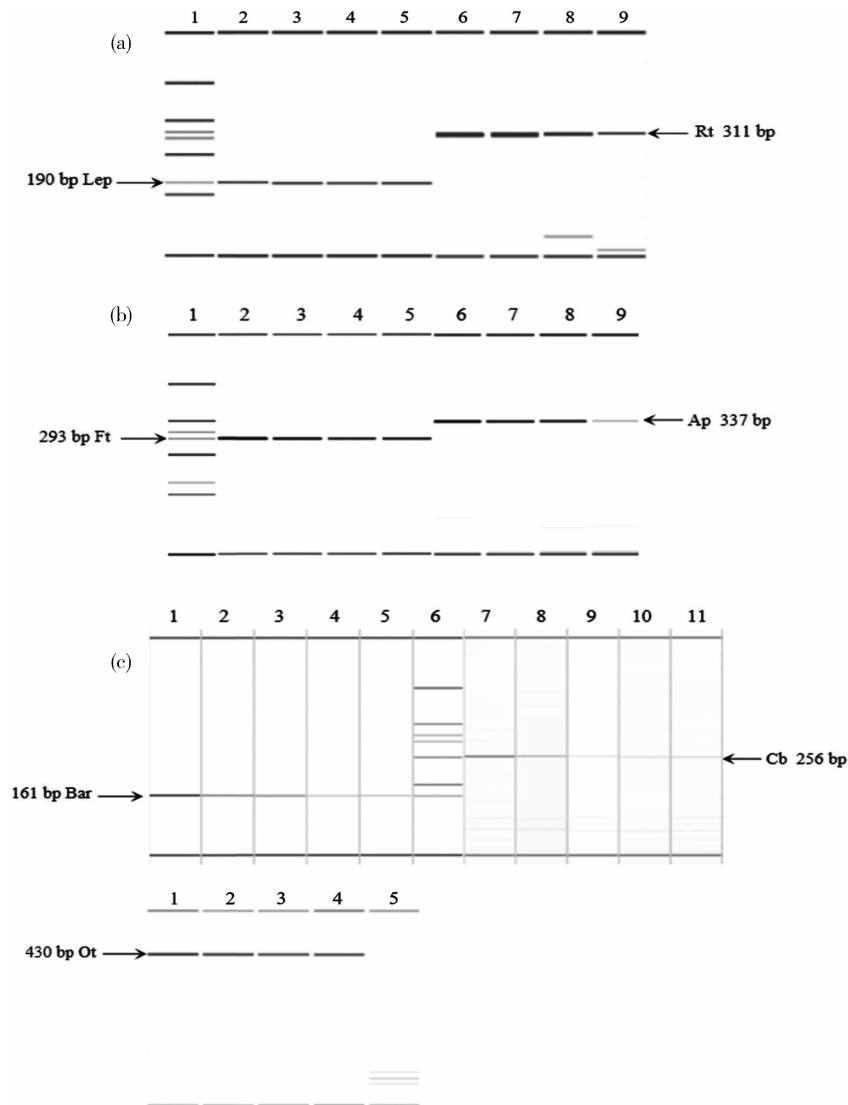 (a)
1 2 3 4 5 6 7 8 9
Rt 311 bp
190 bp Lep
(b)
1 2 3 4 5 6 7 8 9
Ap 337 bp
293 bp Ft
(c)
1 2 3 4 5 6 7 8 9 10 11
Cb 256 bp
161 bp Bar
1 2 3 4 5
430 bp Ot